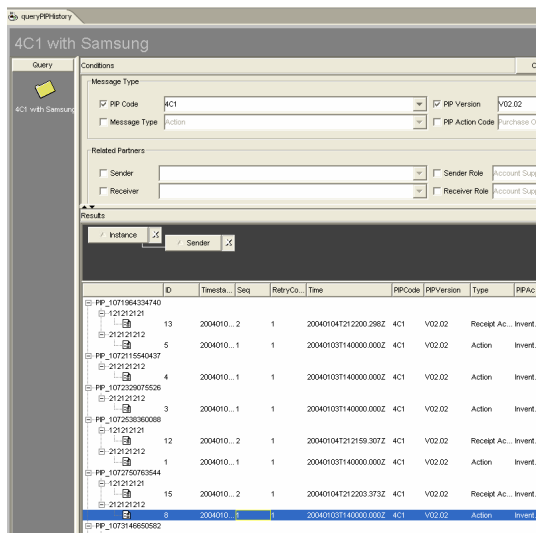 queryPIPHistory
4C1 with Samsung
Query
Conditions
4C1 with Samsung
Message Type
PIP Code 4C1 PIP Version V02.02
Message Type Action PIP Action Code Purchase O
Related Partners
Sender Sender Role Account Supp
Receiver Receiver Role Account Supp
Results
Instance
Sender
ID Timesta... Seq RetryCo... Time PIPCode PIPVersion Type PIPAc
PIP_1071964334740
121212121
13 2004010... 2 1 20040104T212200.298Z 4C1 V02.02 Receipt Ac... Invent.
212121212
5 2004010... 1 1 20040103T140000.000Z 4C1 V02.02 Action Invent.
PIP_1072115540437
212121212
4 2004010... 1 1 20040103T140000.000Z 4C1 V02.02 Action Invent.
PIP_1072329075526
212121212
3 2004010... 1 1 20040103T140000.000Z 4C1 V02.02 Action Invent.
PIP_1072538360088
121212121
12 2004010... 2 1 20040104T212159.307Z 4C1 V02.02 Receipt Ac... Invent.
212121212
1 2004010... 1 1 20040103T140000.000Z 4C1 V02.02 Action Invent.
PIP_1072750763544
121212121
15 2004010... 2 1 20040104T212203.373Z 4C1 V02.02 Receipt Ac... Invent.
212121212
8 2004010... 1 1 20040103T140000.000Z 4C1 V02.02 Action Invent.
PIP_1073146650582